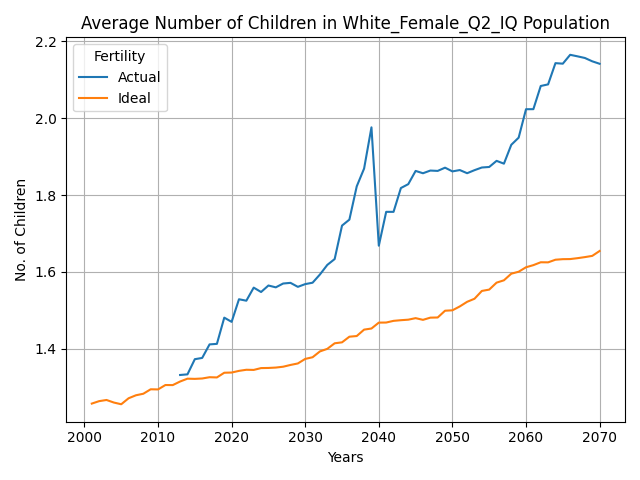 Average Number of Children in White_Female_Q2_IQ Population
Fertility
Actual
Ideal
No. of Children
2.2
2.0
1.8
1.6
1.4
2000 2010 2020 2030 2040 2050 2060 2070
Years